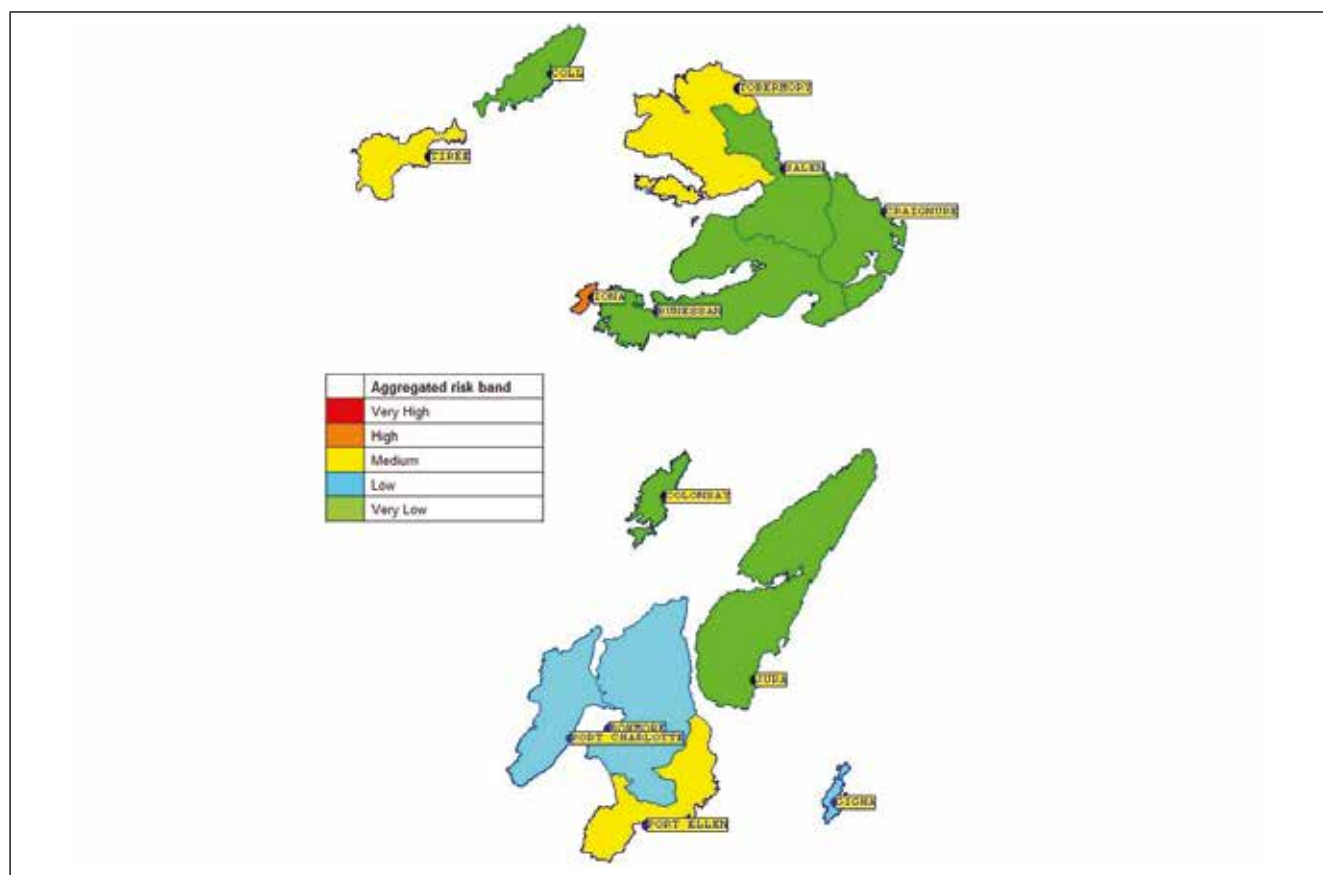 COLL
TOBERMORY
TIREE
SALEN
CRAIGNURE
IONA
BUNESSAN
Aggregated risk band
Very High
High
Medium
Low
Very Low
COLONSAY
JURA
BOWMORE
PORT CHARLOTTE
GIGHA
PORT ELLEN